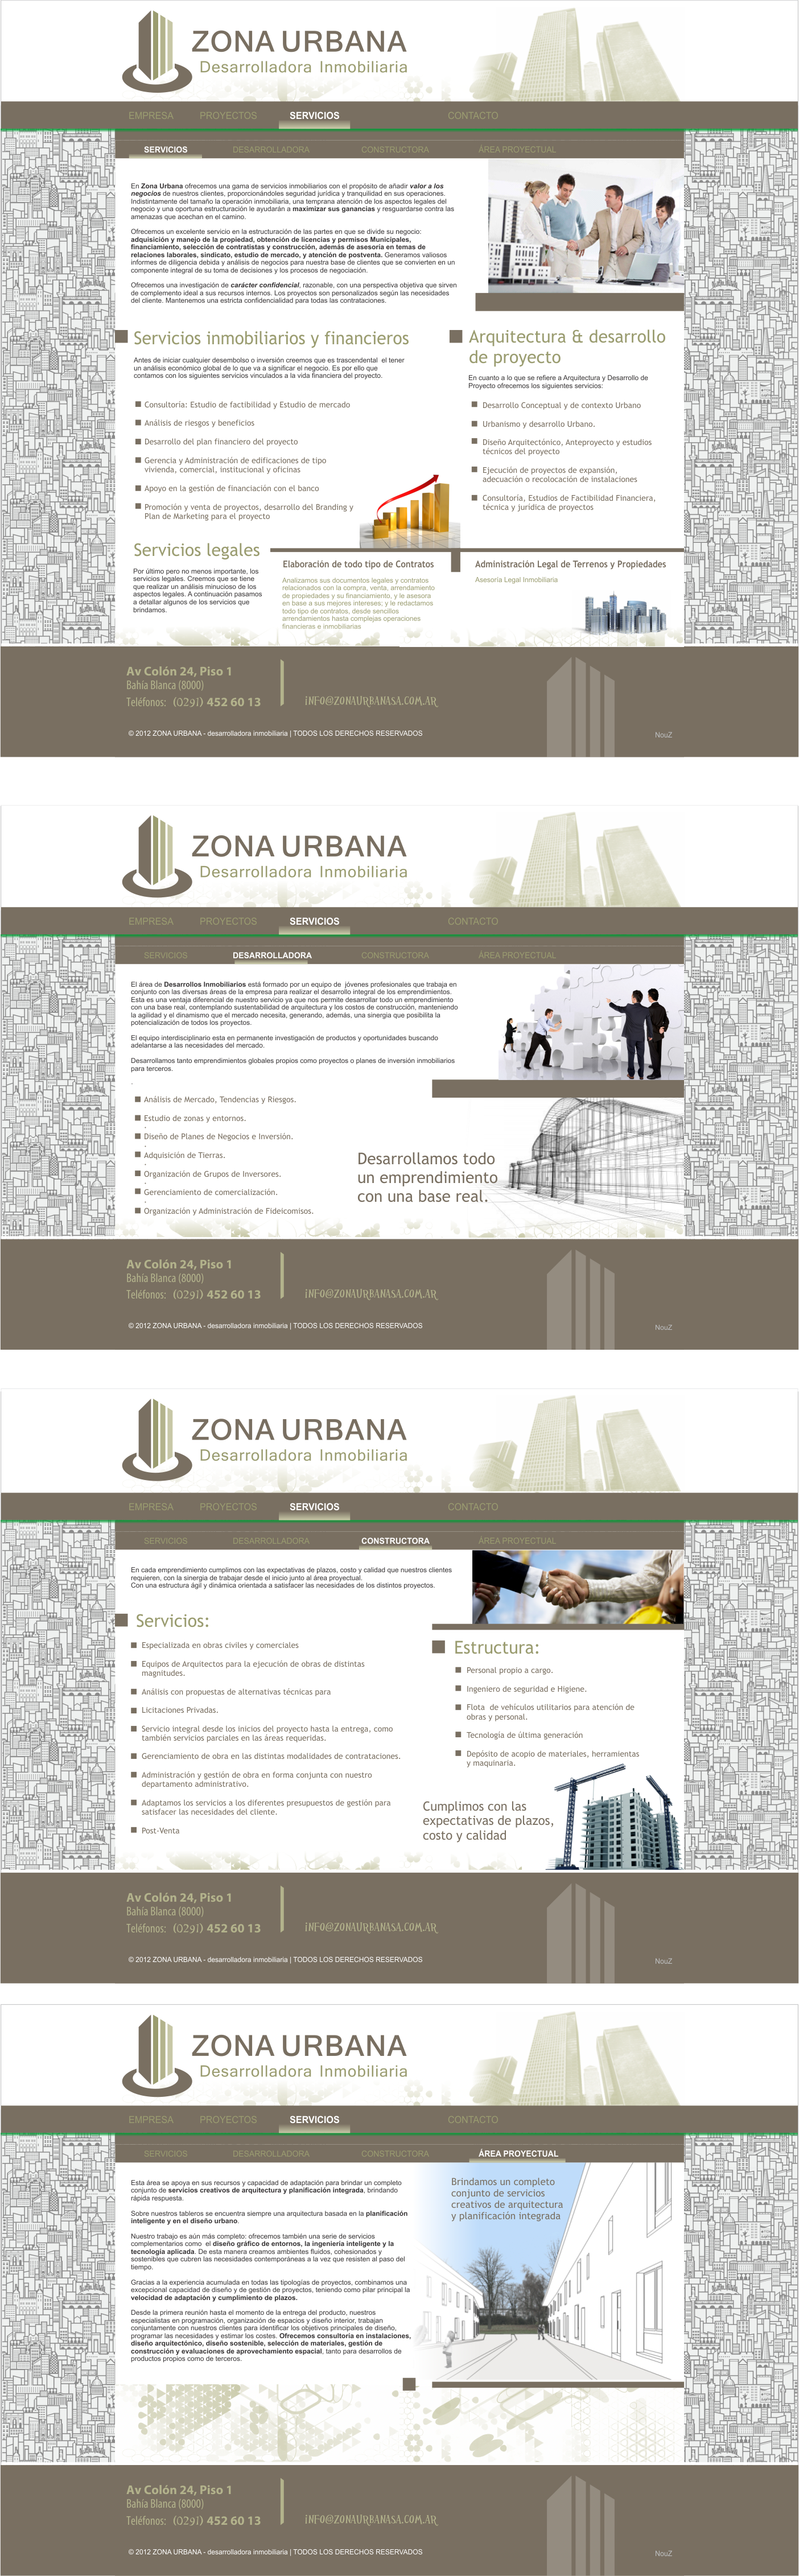 ZONA URBANA
Desarrolladora Inmobiliaria
EMPRESA PROYECTOS SERVICIOS CONTACTO
SERVICIOS DESARROLLADORA CONSTRUCTORA ÁREA PROYECTUAL
En Zona Urbana ofrecemos una gama de servicios inmobiliarios con el propósito de añadir valor a los
negocios de nuestros clientes, proporcionándoles seguridad jurídica y tranquilidad en sus operaciones.
Indistintamente del tamaño la operación inmobiliaria, una temprana atención de los aspectos legales del
negocio y una oportuna estructuración le ayudarán a maximizar sus ganancias y resguardarse contra las
amenazas que acechan en el camino.
Ofrecemos un excelente servicio en la estructuración de las partes en que se divide su negocio:
adquisición y manejo de la propiedad, obtención de licencias y permisos Municipales,
financiamiento, selección de contratistas y construcción, además de asesoría en temas de
relaciones laborales, sindicato, estudio de mercado, y atención de postventa. Generamos valiosos
informes de diligencia debida y análisis de negocios para nuestra base de clientes que se convierten en un
componente integral de su toma de decisiones y los procesos de negociación.
Ofrecemos una investigación de carácter confidencial, razonable, con una perspectiva objetiva que sirven
de complemento ideal a sus recursos internos. Los proyectos son personalizados según las necesidades
del cliente. Mantenemos una estricta confidencialidad para todas las contrataciones.
Servicios inmobiliarios y financieros
Antes de iniciar cualquier desembolso o inversión creemos que es trascendental el tener
un análisis económico global de lo que va a significar el negocio. Es por ello que
contamos con los siguientes servicios vinculados a la vida financiera del proyecto.
Consultoría: Estudio de factibilidad y Estudio de mercado
Análisis de riesgos y beneficios
Desarrollo del plan financiero del proyecto
Gerencia y Administración de edificaciones de tipo
vivienda, comercial, institucional y oficinas
Apoyo en la gestión de financiación con el banco
Promoción y venta de proyectos, desarrollo del Branding y
Plan de Marketing para el proyecto
Arquitectura & desarrollo
de proyecto
En cuanto a lo que se refiere a Arquitectura y Desarrollo de
Proyecto ofrecemos los siguientes servicios:
Desarrollo Conceptual y de contexto Urbano
Urbanismo y desarrollo Urbano.
Diseño Arquitectónico, Anteproyecto y estudios
técnicos del proyecto
Ejecución de proyectos de expansión,
adecuación o recolocación de instalaciones
Consultoría, Estudios de Factibilidad Financiera,
técnica y jurídica de proyectos
Servicios legales
Por último pero no menos importante, los
servicios legales. Creemos que se tiene
que realizar un análisis minucioso de los
aspectos legales. A continuación pasamos
a detallar algunos de los servicios que
brindamos.
Elaboración de todo tipo de Contratos
Analizamos sus documentos legales y contratos
relacionados con la compra, venta, arrendamiento
de propiedades y su financiamiento, y le asesora
en base a sus mejores intereses; y le redactamos
todo tipo de contratos, desde sencillos
arrendamientos hasta complejas operaciones
financieras e inmobiliarias
Administración Legal de Terrenos y Propiedades
Asesoría Legal Inmobiliaria
Av Colón 24, Piso 1
Bahía Blanca (8000)
Teléfonos: (0291) 452 60 13
INFO@ZONAURBANASA.COM.AR
© 2012 ZONA URBANA - desarrolladora inmobiliaria | TODOS LOS DERECHOS RESERVADOS
NouZ
ZONA URBANA
Desarrolladora Inmobiliaria
EMPRESA PROYECTOS SERVICIOS CONTACTO
SERVICIOS DESARROLLADORA CONSTRUCTORA ÁREA PROYECTUAL
El área de Desarrollos Inmobiliarios está formado por un equipo de jóvenes profesionales que trabaja en
conjunto con las diversas áreas de la empresa para realizar el desarrollo integral de los emprendimientos.
Esta es una ventaja diferencial de nuestro servicio ya que nos permite desarrollar todo un emprendimiento
con una base real, contemplando sustentabilidad de arquitectura y los costos de construcción, manteniendo
la agilidad y el dinamismo que el mercado necesita, generando, además, una sinergia que posibilita la
potencialización de todos los proyectos.
El equipo interdisciplinario esta en permanente investigación de productos y oportunidades buscando
adelantarse a las necesidades del mercado.
Desarrollamos tanto emprendimientos globales propios como proyectos o planes de inversión inmobiliarios
para terceros.
.
Análisis de Mercado, Tendencias y Riesgos.
Estudio de zonas y entornos.
Diseño de Planes de Negocios e Inversión.
Adquisición de Tierras.
Organización de Grupos de Inversores.
Gerenciamiento de comercialización.
Organización y Administración de Fideicomisos.
Desarrollamos todo
un emprendimiento
con una base real.
Av Colón 24, Piso 1
Bahía Blanca (8000)
Teléfonos: (0291) 452 60 13
INFO@ZONAURBANASA.COM.AR
© 2012 ZONA URBANA - desarrolladora inmobiliaria | TODOS LOS DERECHOS RESERVADOS
NouZ
ZONA URBANA
Desarrolladora Inmobiliaria
EMPRESA PROYECTOS SERVICIOS CONTACTO
SERVICIOS DESARROLLADORA CONSTRUCTORA ÁREA PROYECTUAL
En cada emprendimiento cumplimos con las expectativas de plazos, costo y calidad que nuestros clientes
requieren, con la sinergia de trabajar desde el inicio junto al área proyectual.
Con una estructura ágil y dinámica orientada a satisfacer las necesidades de los distintos proyectos.
Servicios:
Especializada en obras civiles y comerciales
Equipos de Arquitectos para la ejecución de obras de distintas
magnitudes.
Análisis con propuestas de alternativas técnicas para
Licitaciones Privadas.
Servicio integral desde los inicios del proyecto hasta la entrega, como
también servicios parciales en las áreas requeridas.
Gerenciamiento de obra en las distintas modalidades de contrataciones.
Administración y gestión de obra en forma conjunta con nuestro
departamento administrativo.
Adaptamos los servicios a los diferentes presupuestos de gestión para
satisfacer las necesidades del cliente.
Post-Venta
Estructura:
Personal propio a cargo.
Ingeniero de seguridad e Higiene.
Flota de vehículos utilitarios para atención de
obras y personal.
Tecnología de última generación
Depósito de acopio de materiales, herramientas
y maquinaria.
Cumplimos con las
expectativas de plazos,
costo y calidad
Av Colón 24, Piso 1
Bahía Blanca (8000)
Teléfonos: (0291) 452 60 13
INFO@ZONAURBANASA.COM.AR
© 2012 ZONA URBANA - desarrolladora inmobiliaria | TODOS LOS DERECHOS RESERVADOS
NouZ
ZONA URBANA
Desarrolladora Inmobiliaria
EMPRESA PROYECTOS SERVICIOS CONTACTO
SERVICIOS DESARROLLADORA CONSTRUCTORA ÁREA PROYECTUAL
Esta área se apoya en sus recursos y capacidad de adaptación para brindar un completo
conjunto de servicios creativos de arquitectura y planificación integrada, brindando
rápida respuesta.
Sobre nuestros tableros se encuentra siempre una arquitectura basada en la planificación
inteligente y en el diseño urbano.
Nuestro trabajo es aún más completo: ofrecemos también una serie de servicios
complementarios como el diseño gráfico de entornos, la ingeniería inteligente y la
tecnología aplicada. De esta manera creamos ambientes fluidos, cohesionados y
sostenibles que cubren las necesidades contemporáneas a la vez que resisten al paso del
tiempo.
Gracias a la experiencia acumulada en todas las tipologías de proyectos, combinamos una
excepcional capacidad de diseño y de gestión de proyectos, teniendo como pilar principal la
velocidad de adaptación y cumplimiento de plazos.
Desde la primera reunión hasta el momento de la entrega del producto, nuestros
especialistas en programación, organización de espacios y diseño interior, trabajan
conjuntamente con nuestros clientes para identificar los objetivos principales de diseño,
programar las necesidades y estimar los costes. Ofrecemos consultoría en instalaciones,
diseño arquitectónico, diseño sostenible, selección de materiales, gestión de
construcción y evaluaciones de aprovechamiento espacial, tanto para desarrollos de
productos propios como de terceros.
Brindamos un completo
conjunto de servicios
creativos de arquitectura
y planificación integrada
Av Colón 24, Piso 1
Bahía Blanca (8000)
Teléfonos: (0291) 452 60 13
INFO@ZONAURBANASA.COM.AR
© 2012 ZONA URBANA - desarrolladora inmobiliaria | TODOS LOS DERECHOS RESERVADOS
NouZ